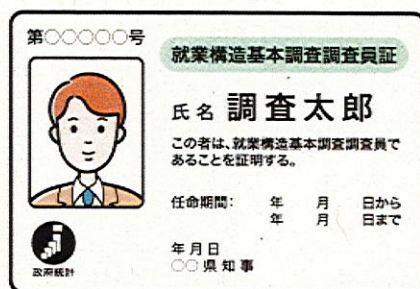 第○○○○○号
就業構造基本調査調査員証
氏名 調査太郎
この者は、就業構造基本調査調査員で
あることを証明する。
任命期間： 年 月 日から
年 月 日まで
年月日
○○県知事
政府統計